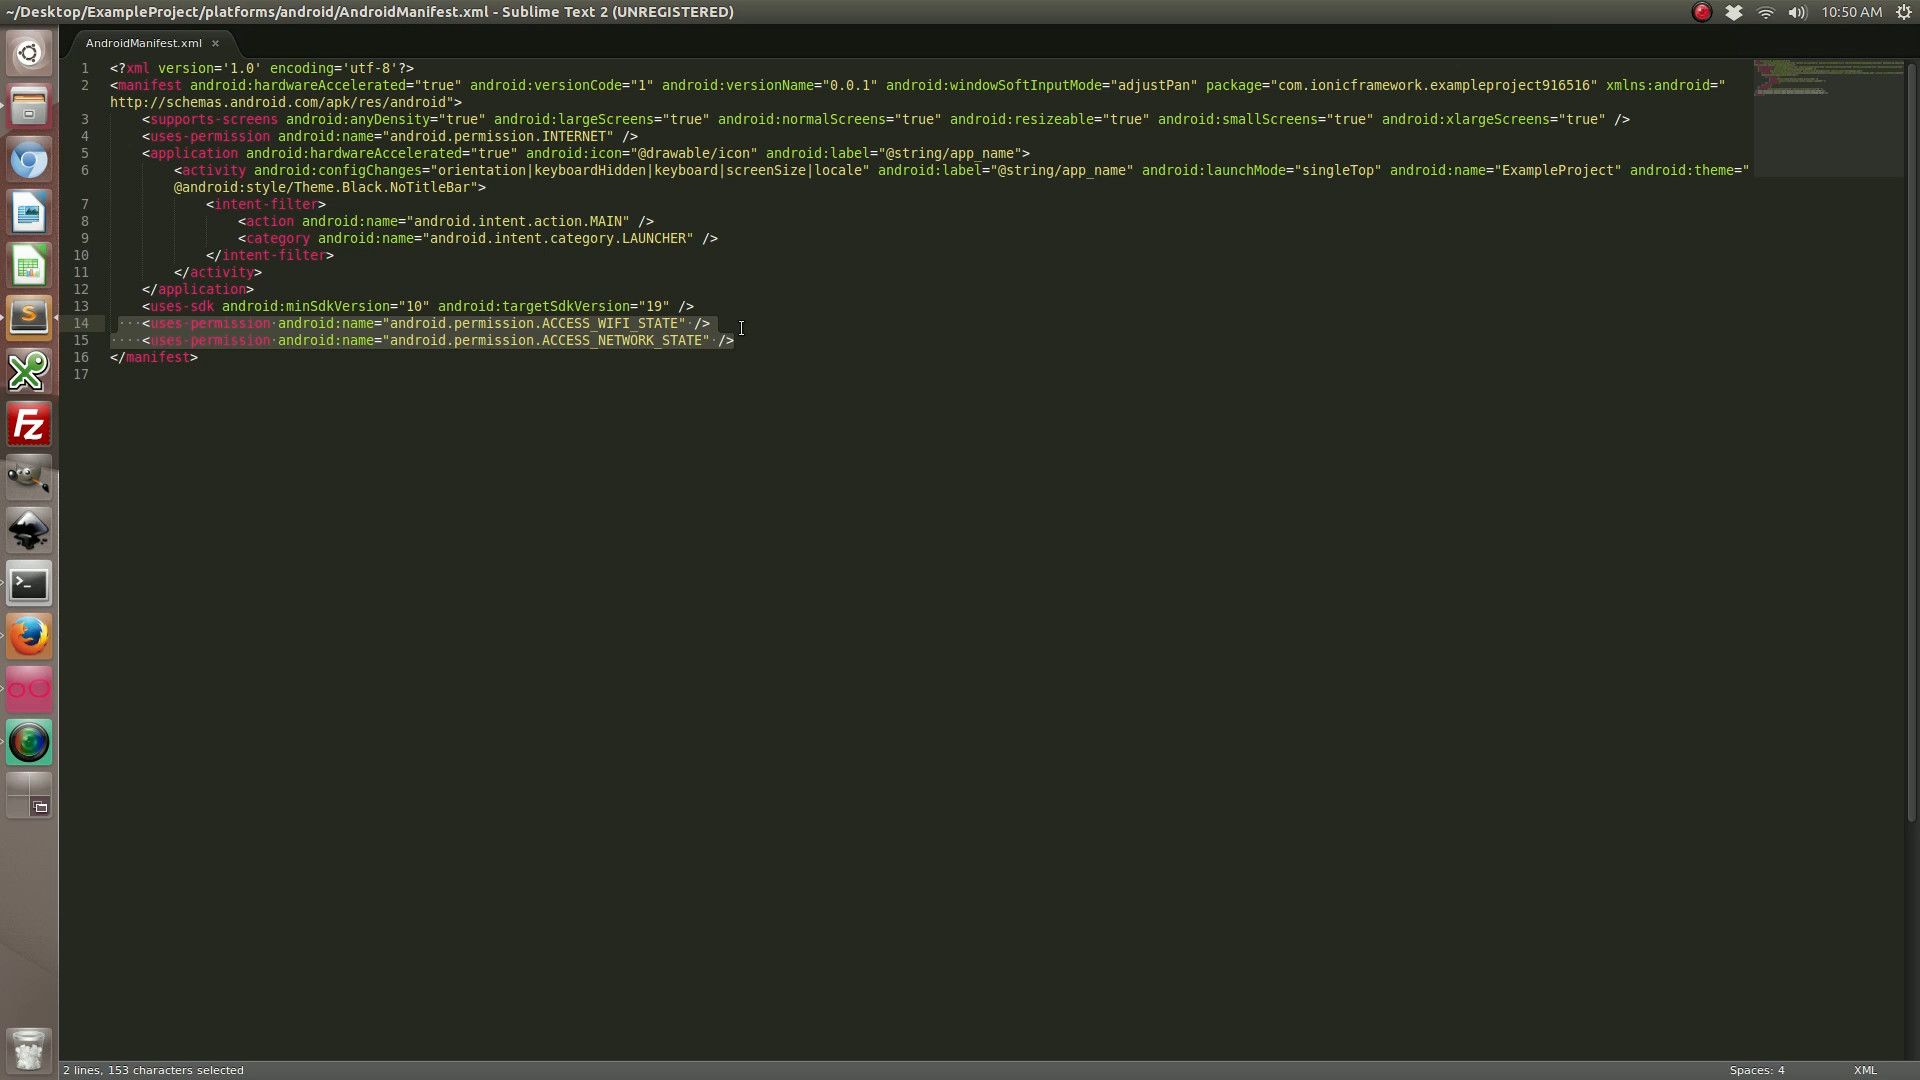 ~/Desktop/ExampleProject/platforms/android/AndroidManifest.xml - Sublime Text 2 (UNREGISTERED)
10:50 AM
AndroidManifest.xml ×
1 <?xml version='1.0' encoding='utf-8'?>
2 <manifest android:hardwareAccelerated="true" android:versionCode="1" android:versionName="0.0.1" android:windowSoftInputMode="adjustPan" package="com.ionicframework.exampleproject916516" xmlns:android="
http://schemas.android.com/apk/res/android">
3 <supports-screens android:anyDensity="true" android:largeScreens="true" android:normalScreens="true" android:resizeable="true" android:smallScreens="true" android:xlargeScreens="true" />
4 <uses-permission android:name="android.permission.INTERNET" />
5 <application android:hardwareAccelerated="true" android:icon="@drawable/icon" android:label="@string/app_name">
6 <activity android:configChanges="orientation|keyboardHidden|keyboard|screenSize|locale" android:label="@string/app_name" android:launchMode="singleTop" android:name="ExampleProject" android:theme="
@android:style/Theme.Black.NoTitleBar">
7 <intent-filter>
8 <action android:name="android.intent.action.MAIN" />
9 <category android:name="android.intent.category.LAUNCHER" />
10 </intent-filter>
11 </activity>
12 </application>
13 <uses-sdk android:minSdkVersion="10" android:targetSdkVersion="19" />
14 <uses-permission android:name="android.permission.ACCESS_WIFI_STATE" />
15 <uses-permission android:name="android.permission.ACCESS_NETWORK_STATE" />
16 </manifest>
17
2 lines, 153 characters selected
Spaces: 4
XML